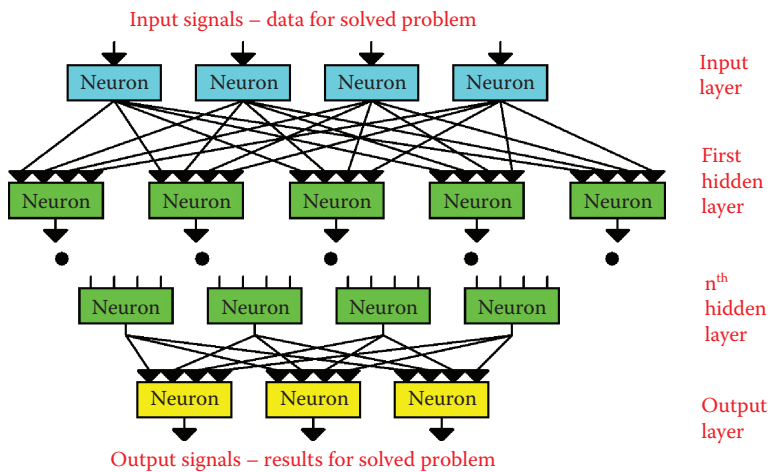 Input signals – data for solved problem
Neuron Neuron Neuron Neuron
Input
layer
First
hidden
layer
Neuron Neuron Neuron Neuron Neuron
nth
hidden
layer
Neuron Neuron Neuron Neuron
Neuron Neuron Neuron
Output
layer
Output signals – results for solved problem